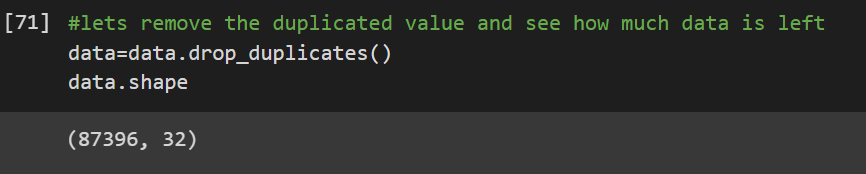 [71] #lets remove the duplicated value and see how much data is left
data=data.drop_duplicates()
data.shape
(87396, 32)